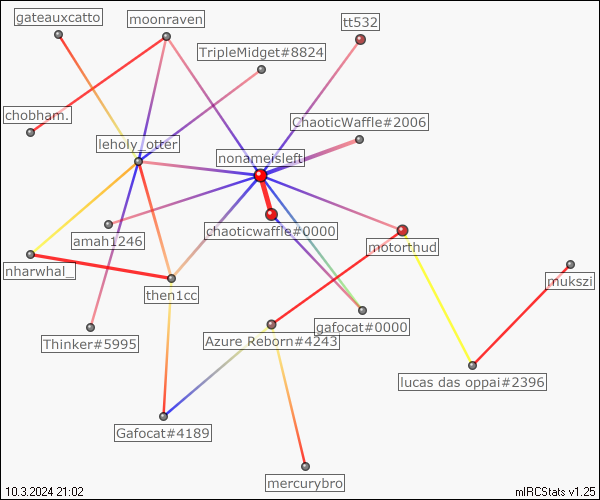 gateauxcatto
moonraven
tt532
TripleMidget#8824
chobham.
ChaoticWaffle#2006
leholy_otter
nonameisleft
amah1246
chaoticwaffle#0000
motorthud
nharwhal_
mukszi
then1cc
gafocat#0000
Thinker#5995
Azure Reborn#4243
lucas das oppai#2396
Gafocat#4189
mercurybro
10.3.2024 21:02
mIRCStats v1.25